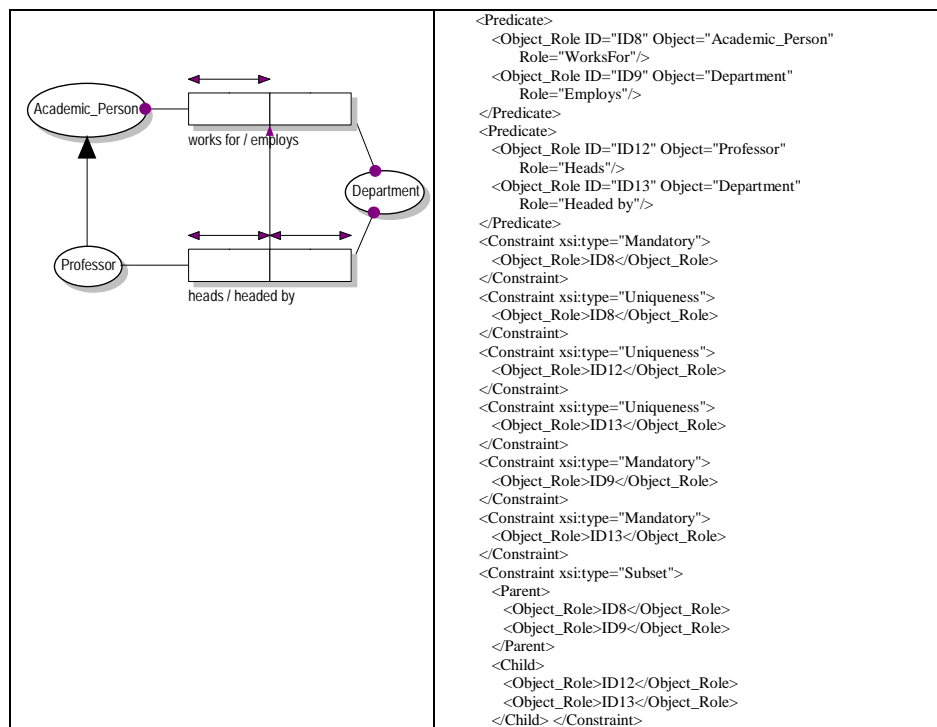 Academic_Person
works for / employs
Department
Professor
heads / headed by
<Predicate>
<Object_Role ID="ID8" Object="Academic_Person"
Role="WorksFor"/>
<Object_Role ID="ID9" Object="Department"
Role="Employs"/>
</Predicate>
<Predicate>
<Object_Role ID="ID12" Object="Professor"
Role="Heads"/>
<Object_Role ID="ID13" Object="Department"
Role="Headed by"/>
</Predicate>
<Constraint xsi:type="Mandatory">
<Object_Role>ID8</Object_Role>
</Constraint>
<Constraint xsi:type="Uniqueness">
<Object_Role>ID8</Object_Role>
</Constraint>
<Constraint xsi:type="Uniqueness">
<Object_Role>ID12</Object_Role>
</Constraint>
<Constraint xsi:type="Uniqueness">
<Object_Role>ID13</Object_Role>
</Constraint>
<Constraint xsi:type="Mandatory">
<Object_Role>ID9</Object_Role>
</Constraint>
<Constraint xsi:type="Mandatory">
<Object_Role>ID13</Object_Role>
</Constraint>
<Constraint xsi:type="Subset">
<Parent>
<Object_Role>ID8</Object_Role>
<Object_Role>ID9</Object_Role>
</Parent>
<Child>
<Object_Role>ID12</Object_Role>
<Object_Role>ID13</Object_Role>
</Child> </Constraint>